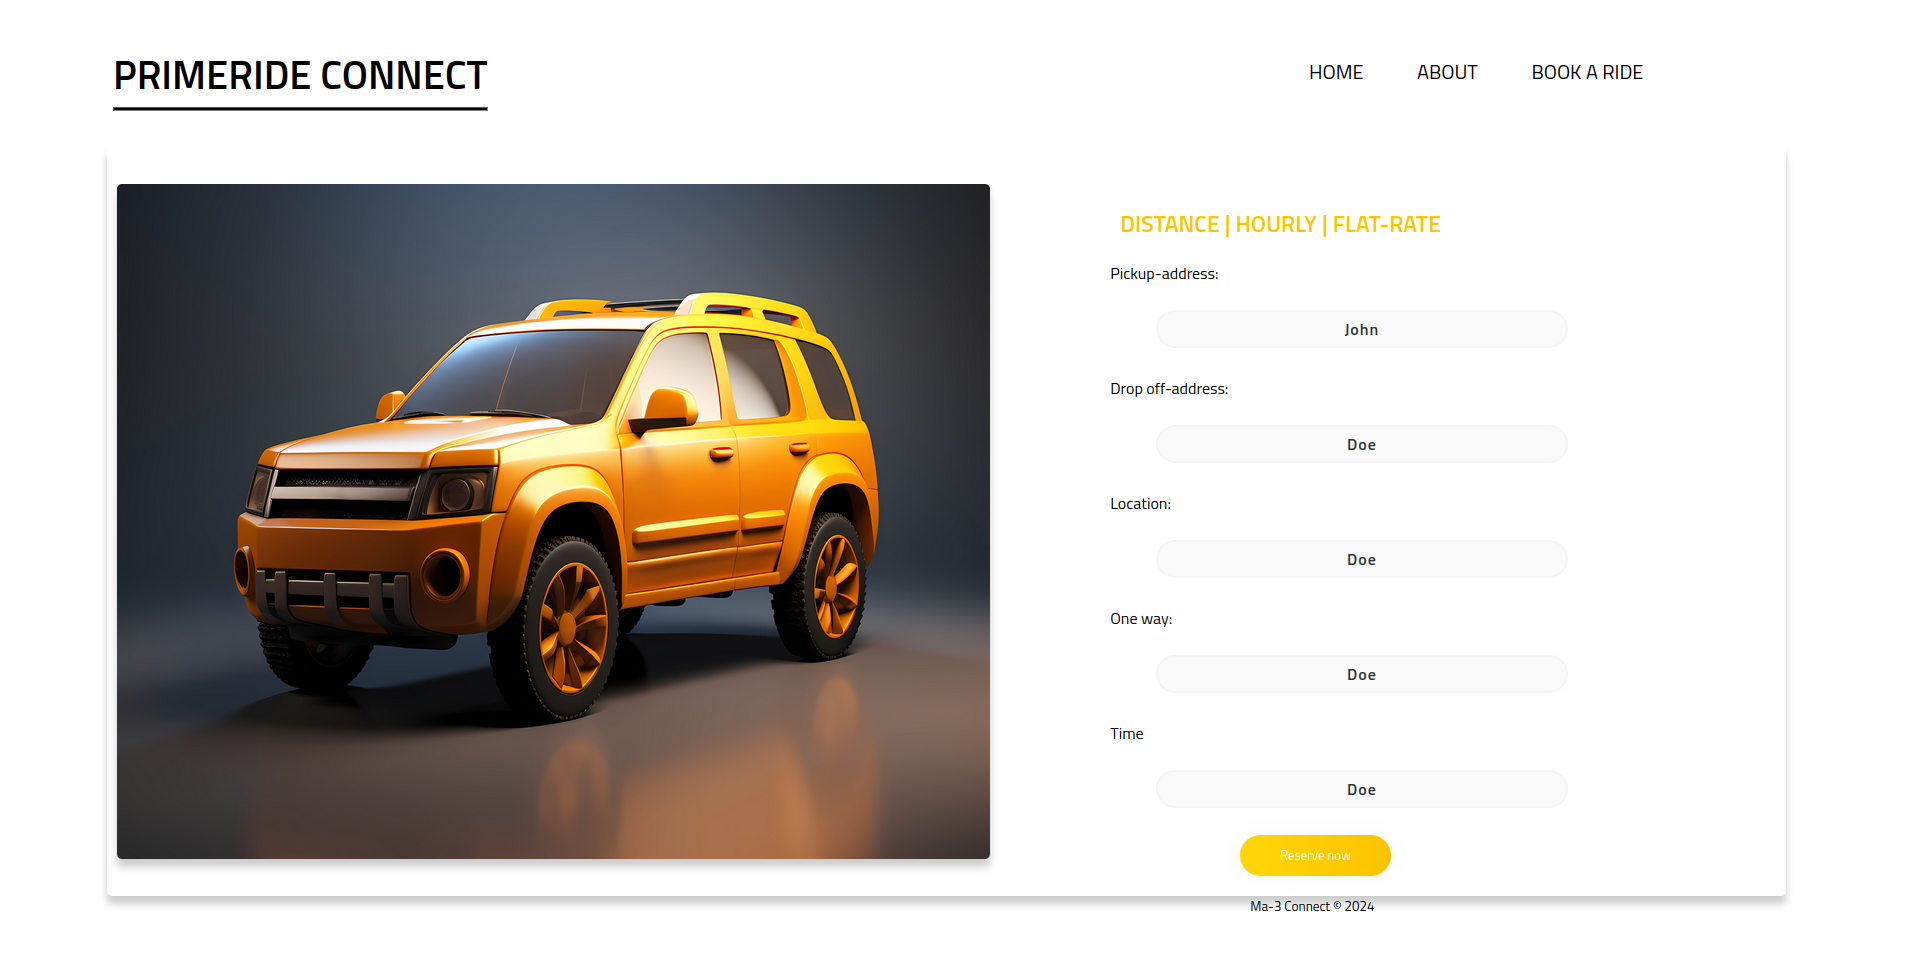 PRIMERIDE CONNECT
HOME ABOUT BOOK A RIDE
DISTANCE | HOURLY | FLAT-RATE
Pickup-address:
John
Drop off-address:
Doe
Location:
Doe
One way:
Doe
Time
Doe
Reserve now
Ma-3 Connect © 2024